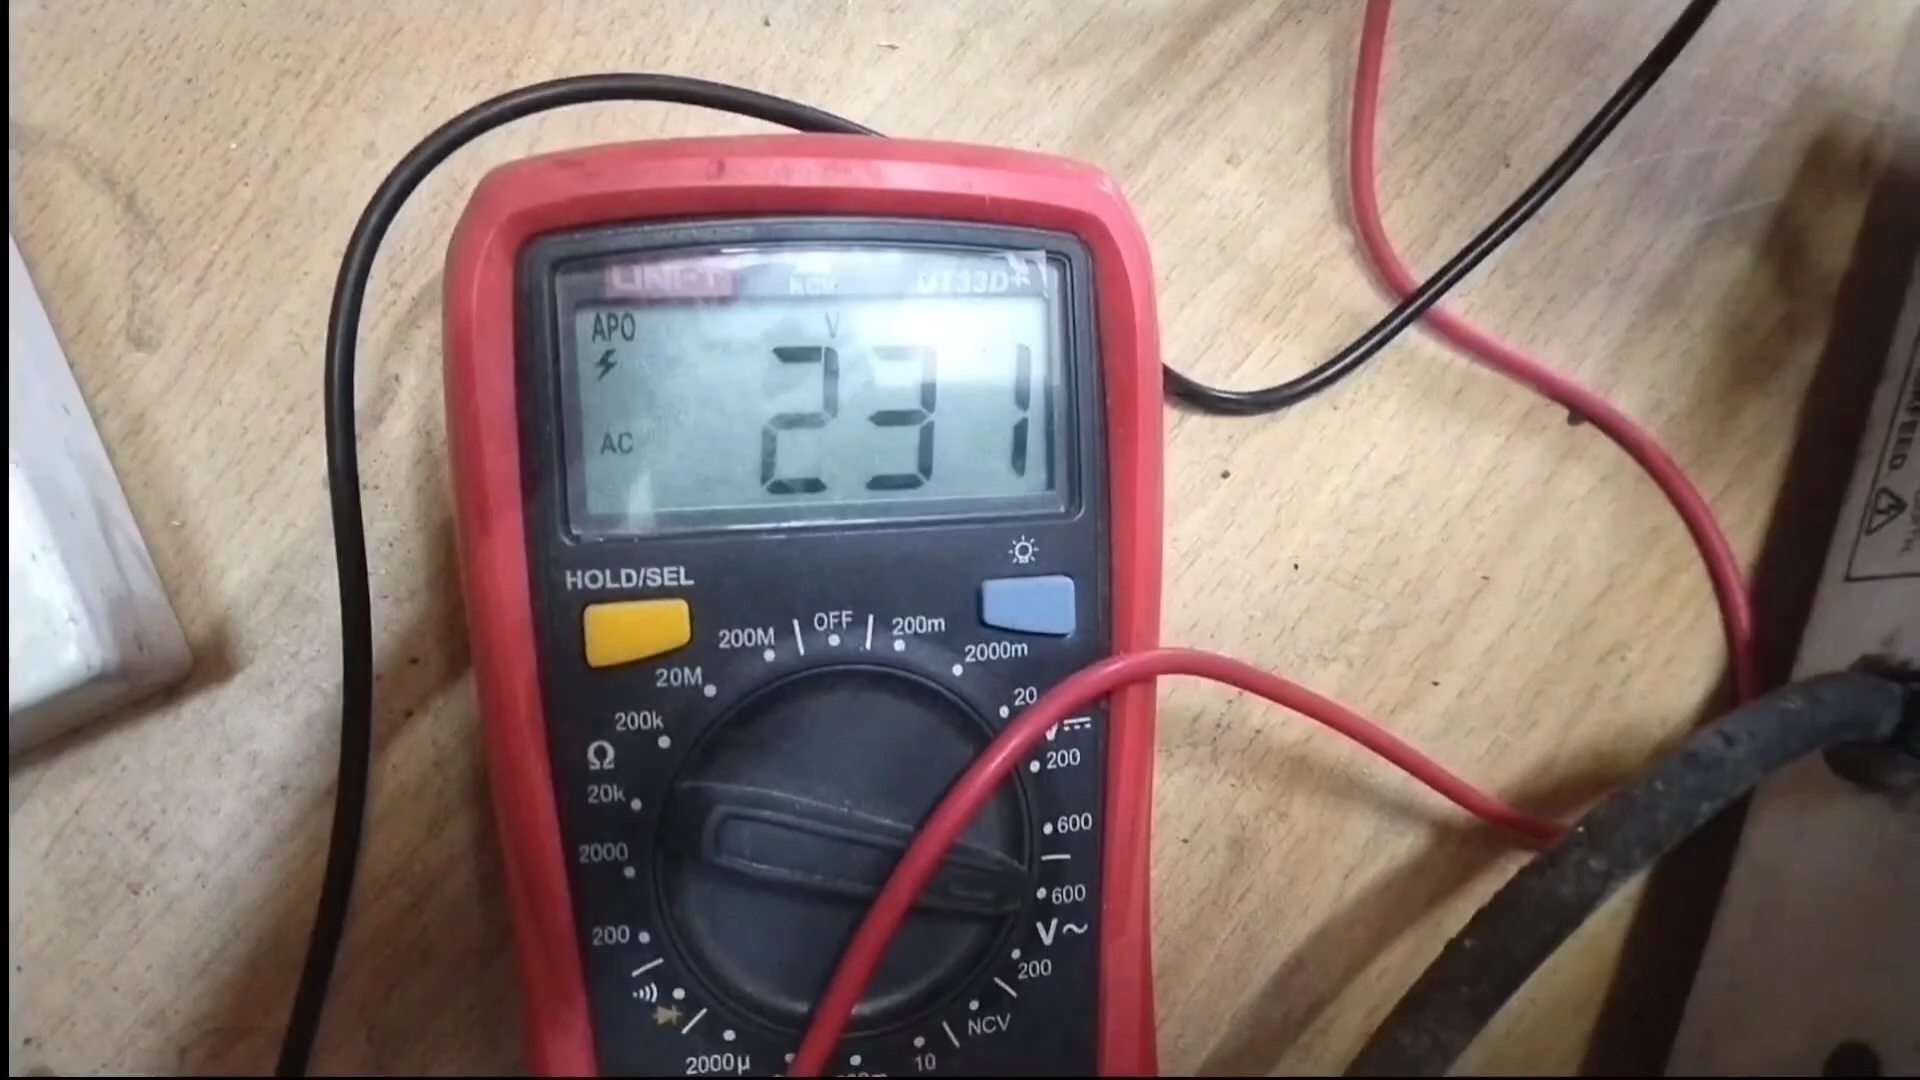 UNI-T NCV UT33D+
APO V
AC 231
HOLD/SEL
OFF
200M 200m
20M 2000m
200k 20
Ω V
200
20k 600
2000 600
V~
200 200
NCV
2000µ 10